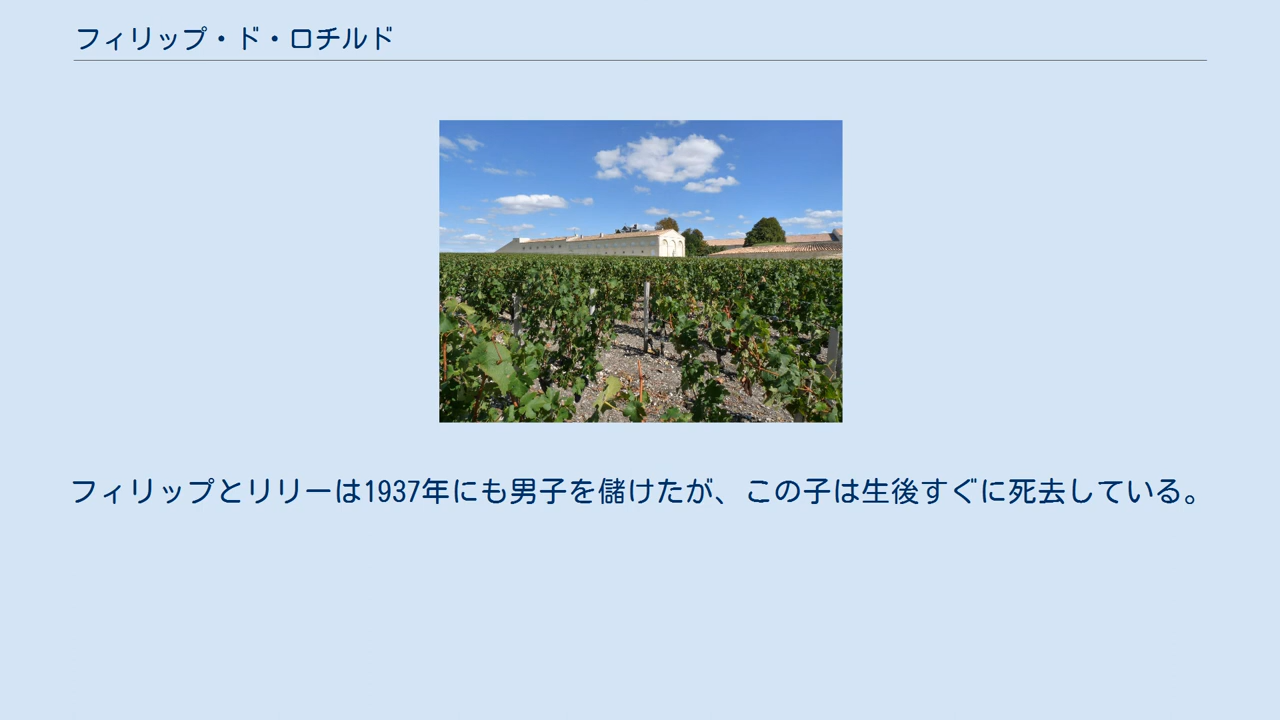 フィリップ・ド・ロチルド
フィリップとリリーは1937年にも男子を儲けたが、この子は生後すぐに死去している。